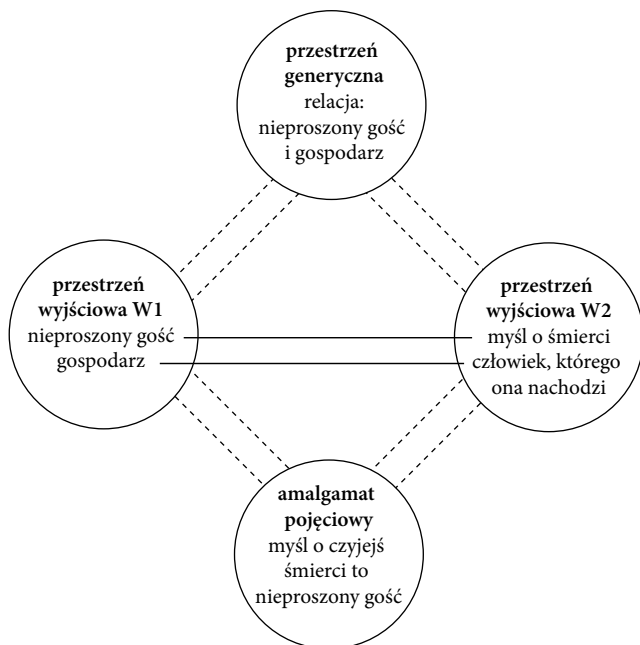 przestrzeń
generyczna
relacja:
nieproszony gość
i gospodarz
przestrzeń
wyjściowa W1
nieproszony gość
gospodarz
przestrzeń
wyjściowa W2
myśl o śmierci
człowiek, którego
ona nachodzi
amalgamat
pojęciowy
myśl o czyjejś
śmierci to
nieproszony gość